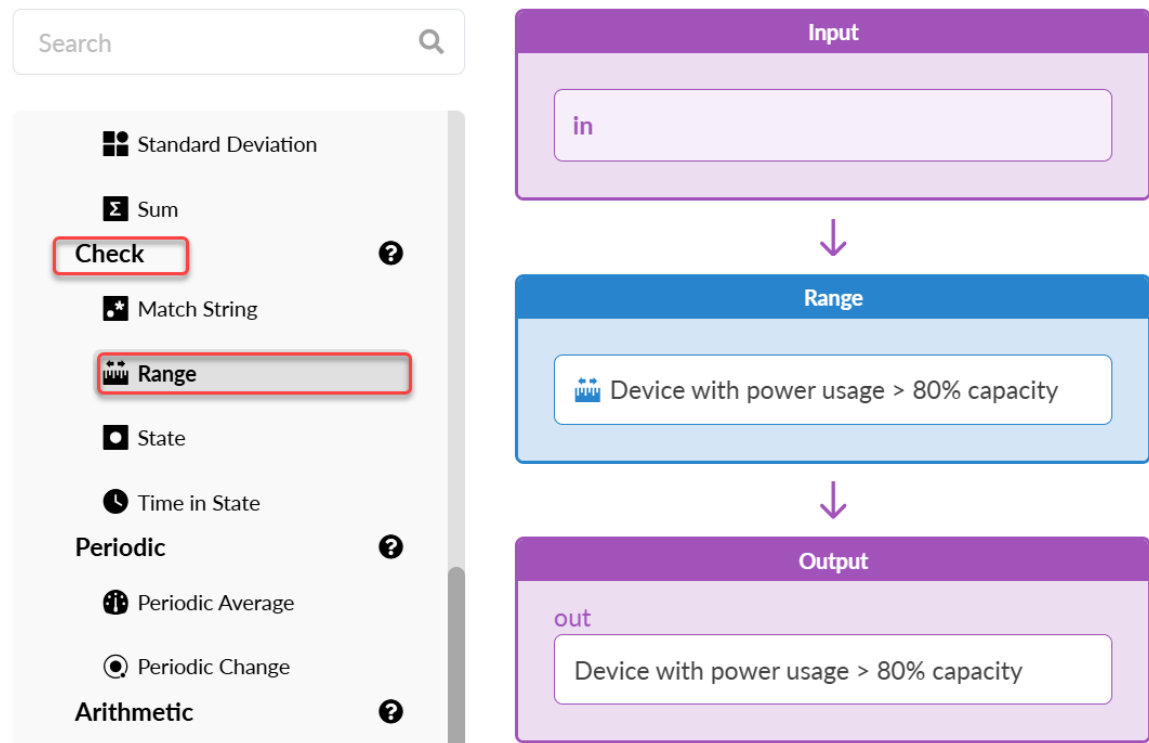 Search
Standard Deviation
Σ Sum
Check ?
Match String
Range
State
Time in State
Periodic ?
Periodic Average
Periodic Change
Arithmetic ?
Input
in
Range
Device with power usage > 80% capacity
Output
out
Device with power usage > 80% capacity